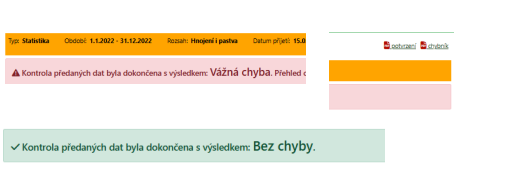 Typ: Statistika Období: 1.1.2022 - 31.12.2022 Rozsah: Hnojení i pastva Datum přijetí: 15.0
potvrzení chybník
Kontrola předaných dat byla dokončena s výsledkem: Vážná chyba. Přehled c
Kontrola předaných dat byla dokončena s výsledkem: Bez chyby.